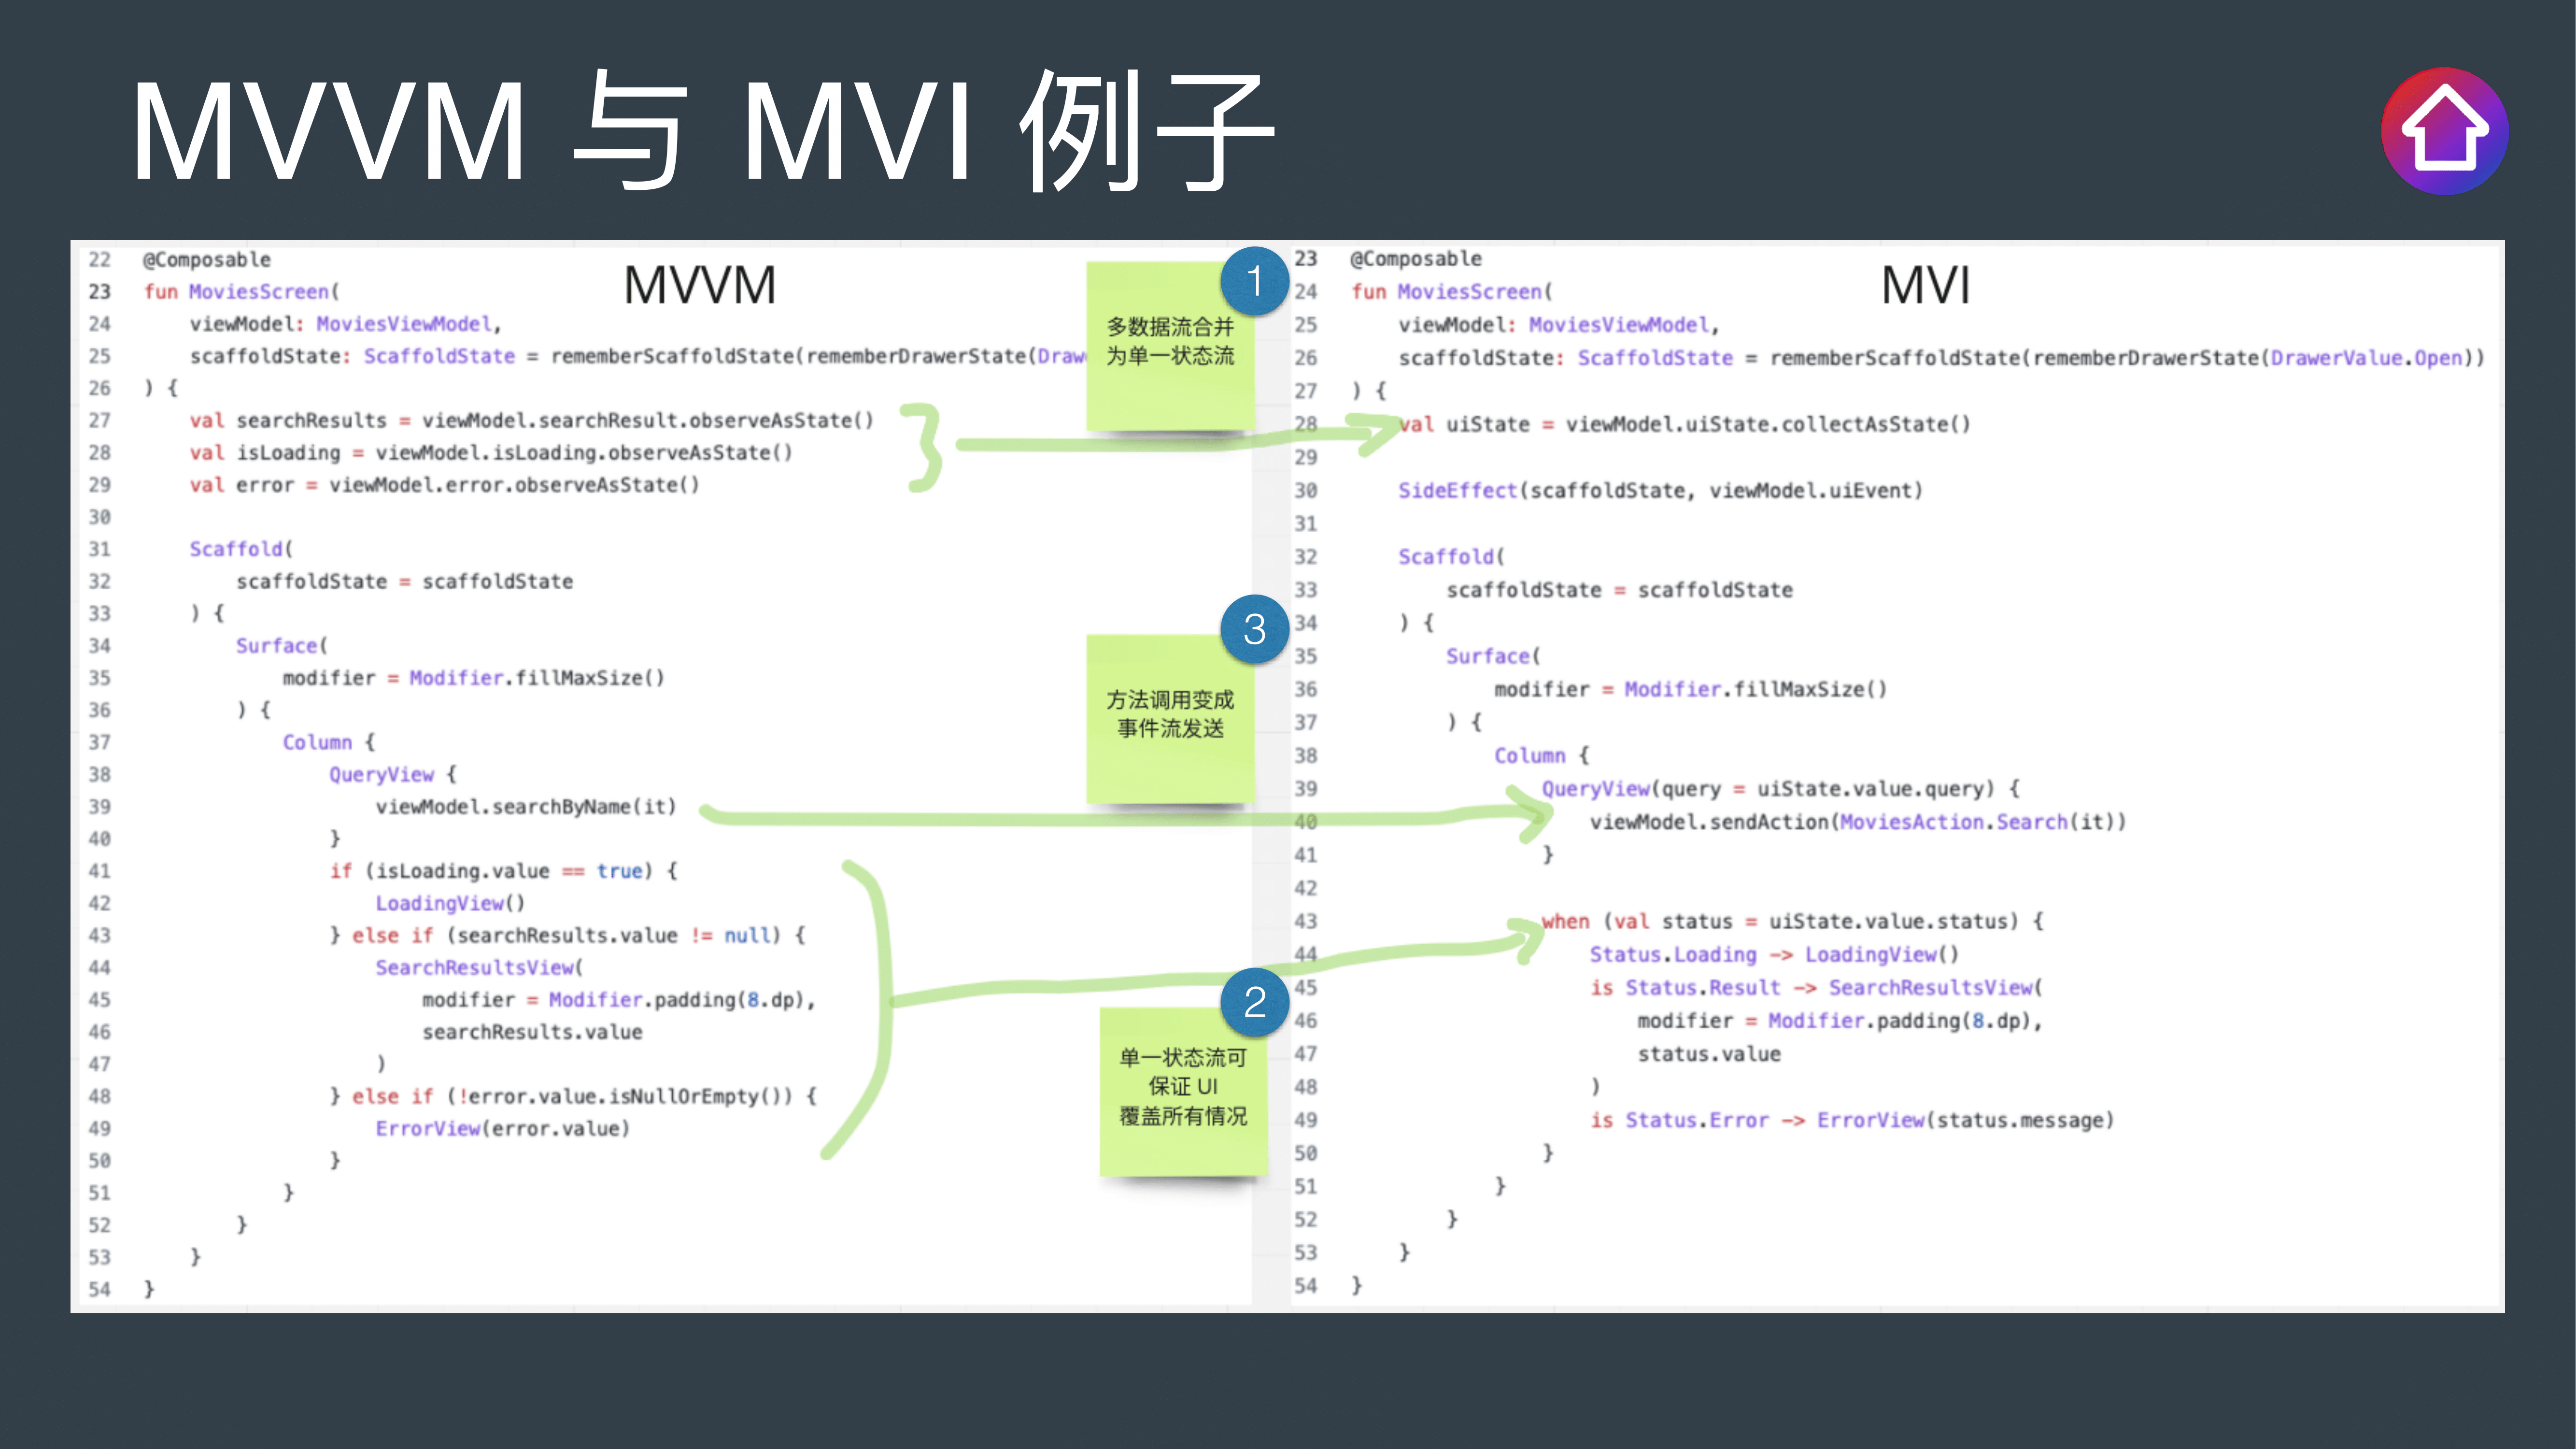 MVVM 与 MVI 例子
MVVM
22 @Composable
23 fun MoviesScreen(
24 viewModel: MoviesViewModel,
25 scaffoldState: ScaffoldState = rememberScaffoldState(rememberDrawerState(Draw
26 ) {
27 val searchResults = viewModel.searchResult.observeAsState()
28 val isLoading = viewModel.isLoading.observeAsState()
29 val error = viewModel.error.observeAsState()
30
31 Scaffold(
32 scaffoldState = scaffoldState
33 ) {
34 Surface(
35 modifier = Modifier.fillMaxSize()
36 ) {
37 Column {
38 QueryView {
39 viewModel.searchByName(it)
40 }
41 if (isLoading.value == true) {
42 LoadingView()
43 } else if (searchResults.value != null) {
44 SearchResultsView(
45 modifier = Modifier.padding(8.dp),
46 searchResults.value
47 )
48 } else if (!error.value.isNullOrEmpty()) {
49 ErrorView(error.value)
50 }
51 }
52 }
53 }
54 }
1
多数据流合并
为单一状态流
3
方法调用变成
事件流发送
2
单一状态流可
保证 UI
覆盖所有情况
MVI
23 @Composable
24 fun MoviesScreen(
25 viewModel: MoviesViewModel,
26 scaffoldState: ScaffoldState = rememberScaffoldState(rememberDrawerState(DrawerValue.Open))
27 ) {
28 val uiState = viewModel.uiState.collectAsState()
29
30 SideEffect(scaffoldState, viewModel.uiEvent)
31
32 Scaffold(
33 scaffoldState = scaffoldState
34 ) {
35 Surface(
36 modifier = Modifier.fillMaxSize()
37 ) {
38 Column {
39 QueryView(query = uiState.value.query) {
40 viewModel.sendAction(MoviesAction.Search(it))
41 }
42
43 when (val status = uiState.value.status) {
44 Status.Loading -> LoadingView()
45 is Status.Result -> SearchResultsView(
46 modifier = Modifier.padding(8.dp),
47 status.value
48 )
49 is Status.Error -> ErrorView(status.message)
50 }
51 }
52 }
53 }
54 }